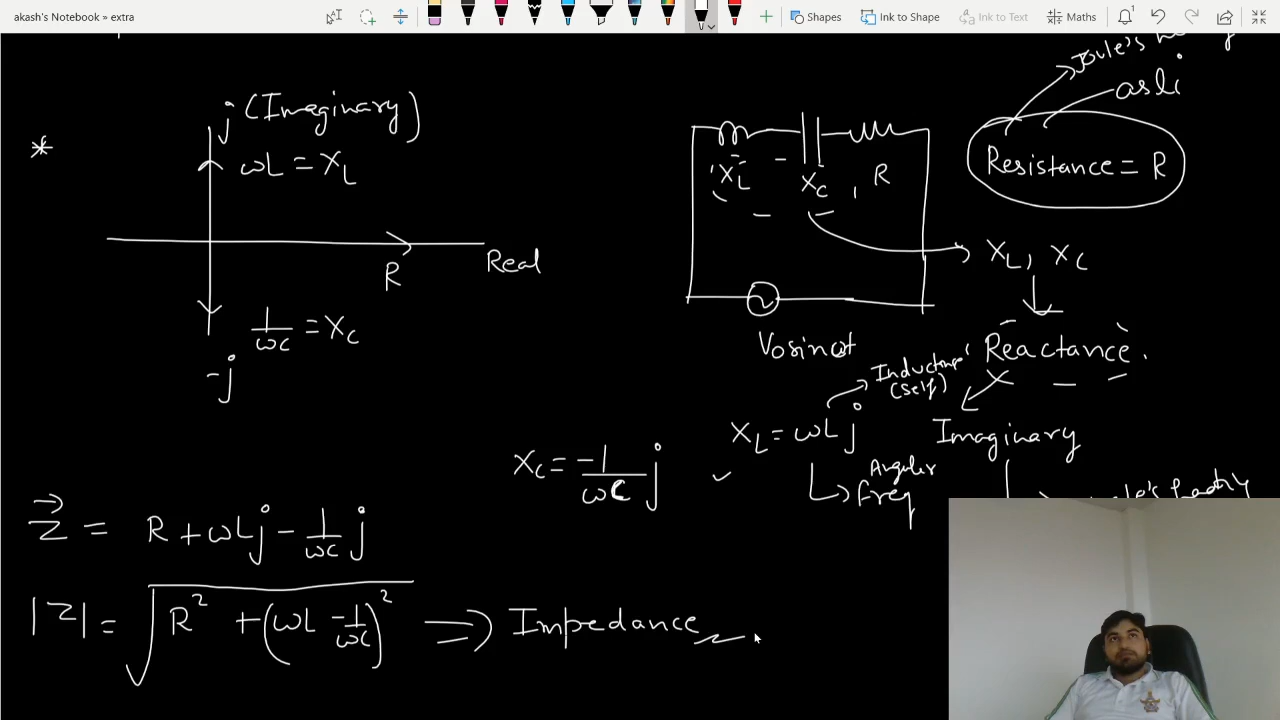 akash's Notebook » extra
Shapes
Ink to Shape
Ink to Text
Maths
*
j (Imaginary)
ωL = XL
R
Real
1/ωC = XC
-j
XL
XC , R
V0sinωt
Joule's
asli
Resistance = R
XL, XC
Reactance.
Imaginary
Inductance
(Self)
XL = ωLj
Angular
freq
XC = -1/ωC j
Z⃗ = R + ωLj - 1/ωC j
|Z| = √(R² + (ωL - 1/ωC)²) ⇒ Impedance